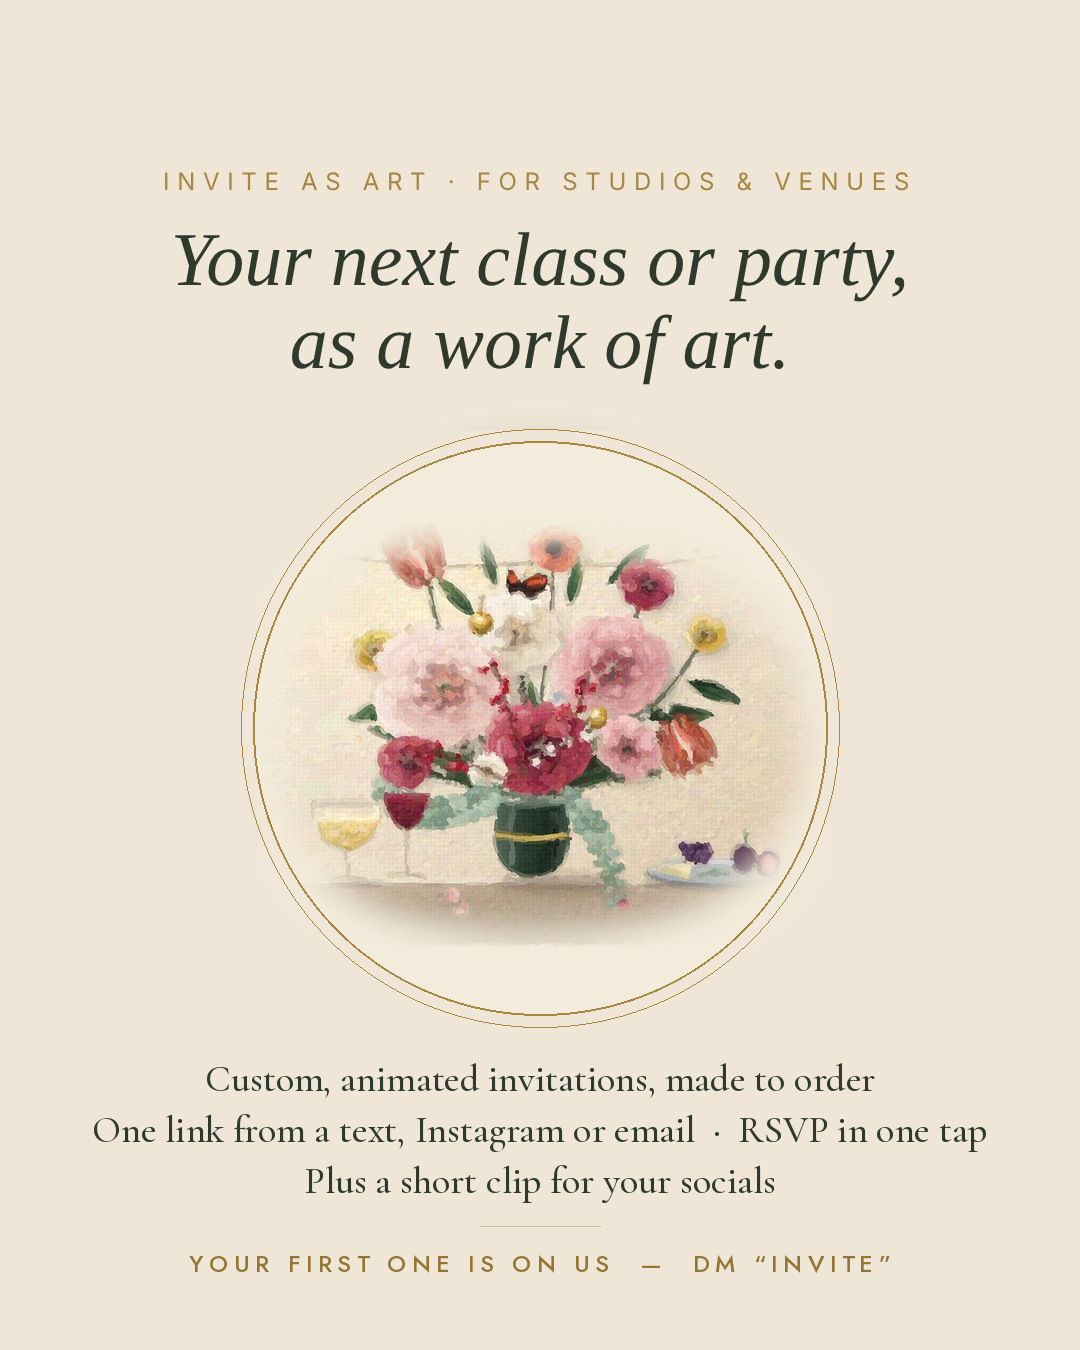 INVITE AS ART · FOR STUDIOS & VENUES
Your next class or party,
as a work of art.
Custom, animated invitations, made to order
One link from a text, Instagram or email · RSVP in one tap
Plus a short clip for your socials
YOUR FIRST ONE IS ON US — DM “INVITE”